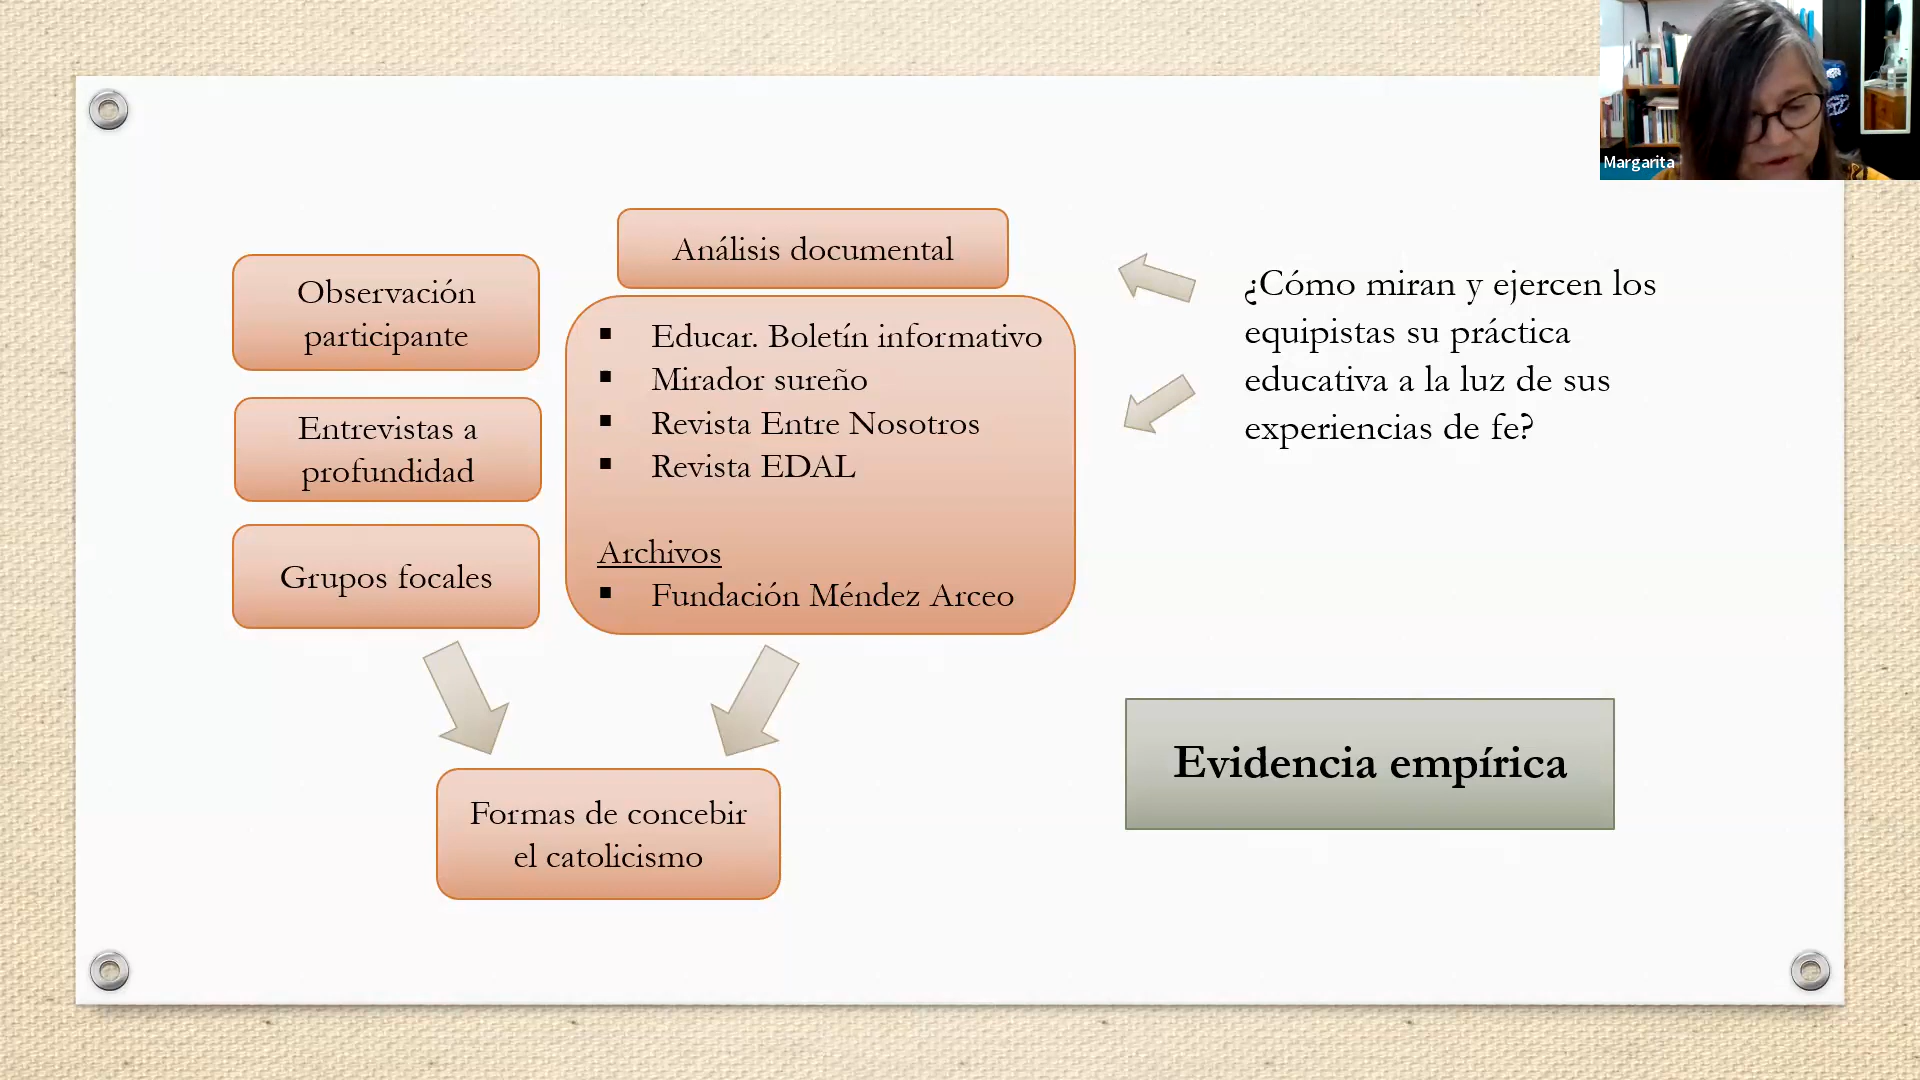 Margarita
Análisis documental
Observación
participante
Entrevistas a
profundidad
Grupos focales
▪ Educar. Boletín informativo
▪ Mirador sureño
▪ Revista Entre Nosotros
▪ Revista EDAL
Archivos
▪ Fundación Méndez Arceo
¿Cómo miran y ejercen los
equipistas su práctica
educativa a la luz de sus
experiencias de fe?
Formas de concebir
el catolicismo
Evidencia empírica